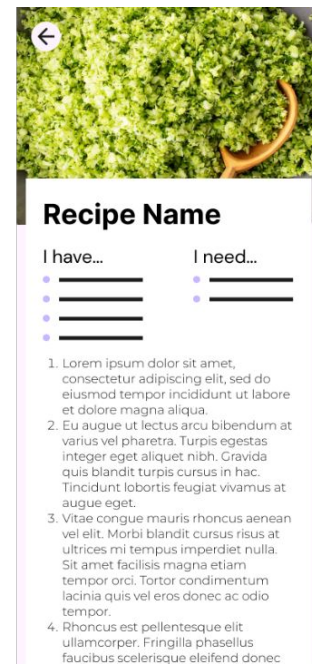 Recipe Name
I have...
I need...
1. Lorem ipsum dolor sit amet,
consectetur adipiscing elit, sed do
eiusmod tempor incididunt ut labore
et dolore magna aliqua.
2. Eu augue ut lectus arcu bibendum at
varius vel pharetra. Turpis egestas
integer eget aliquet nibh. Gravida
quis blandit turpis cursus in hac.
Tincidunt lobortis feugiat vivamus at
augue eget.
3. Vitae congue mauris rhoncus aenean
vel elit. Morbi blandit cursus risus at
ultrices mi tempus imperdiet nulla.
Sit amet facilisis magna etiam
tempor orci. Tortor condimentum
lacinia quis vel eros donec ac odio
tempor.
4. Rhoncus est pellentesque elit
ullamcorper. Fringilla phasellus
faucibus scelerisque eleifend donec